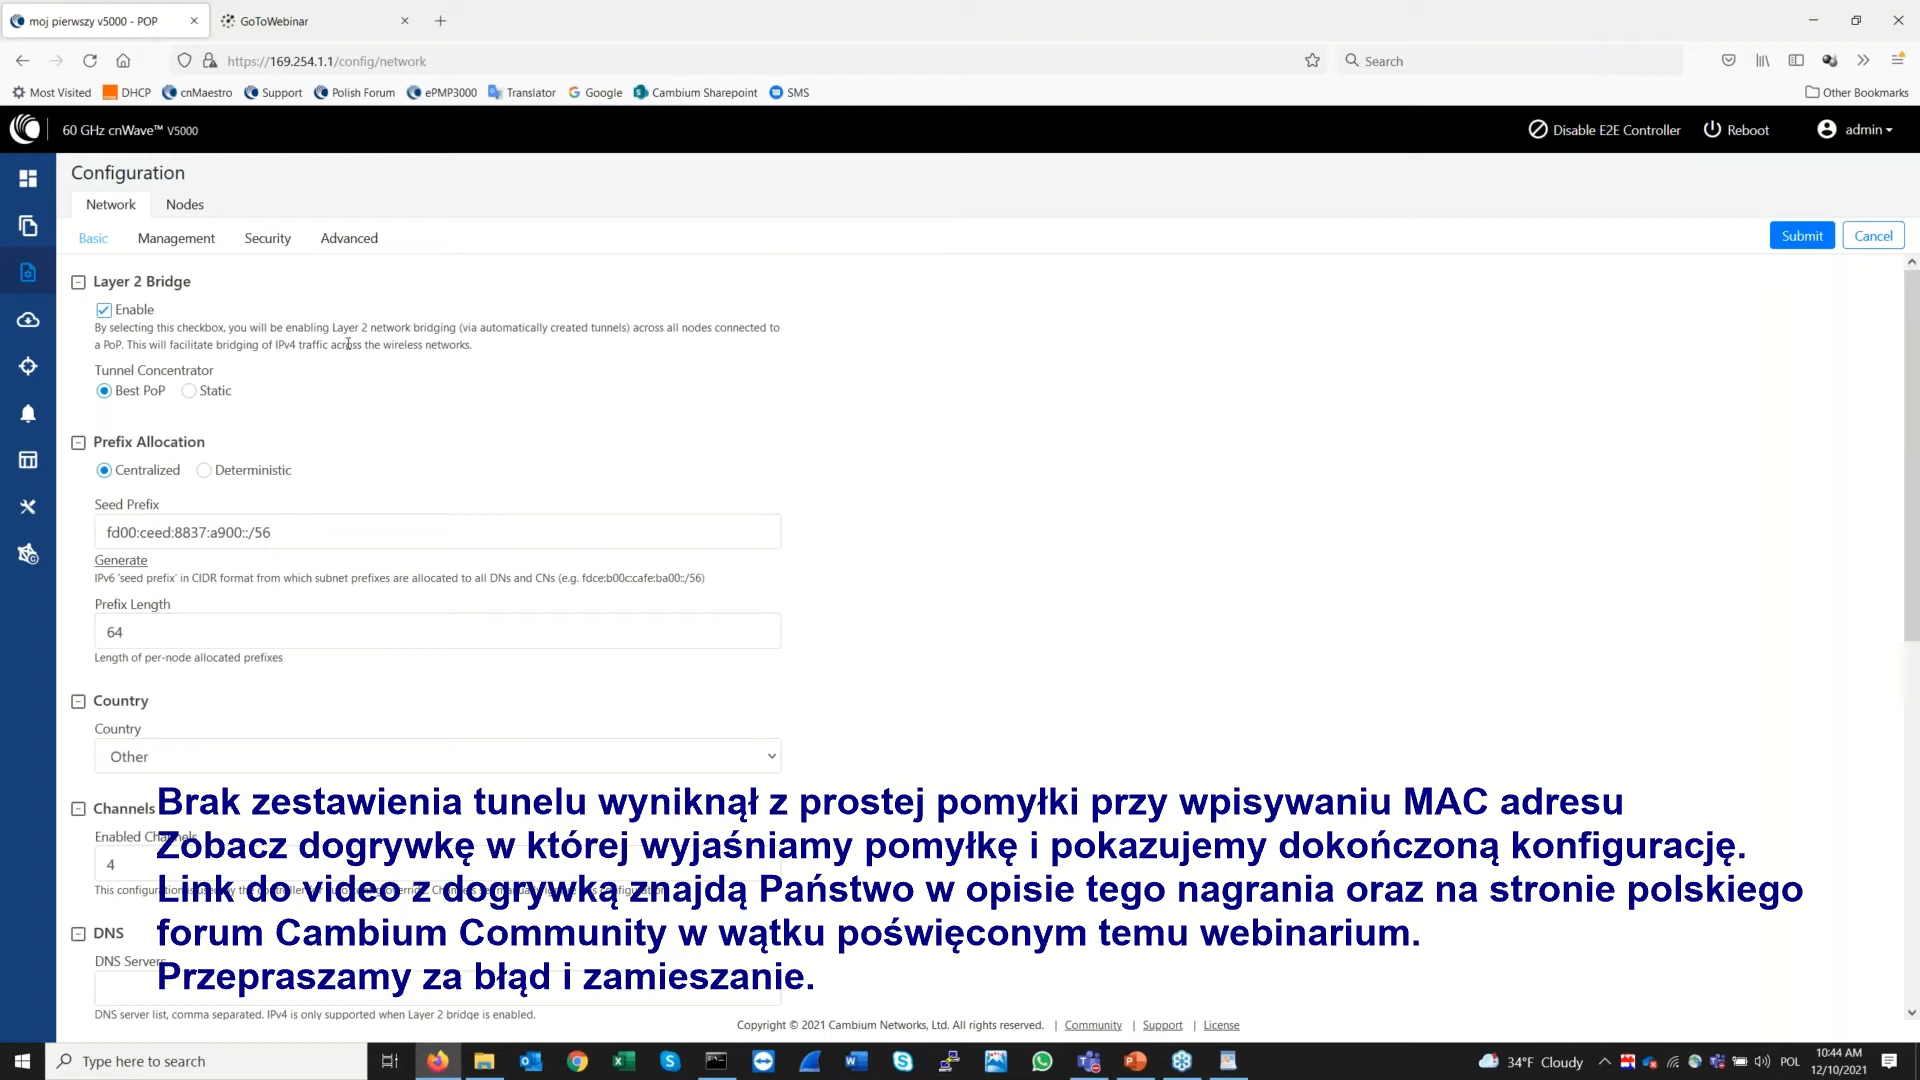 moj pierwszy v5000 - POP
GoToWebinar
https://169.254.1.1/config/network
Search
Most Visited
DHCP
cnMaestro
Support
Polish Forum
ePMP3000
Translator
Google
Cambium Sharepoint
SMS
Other Bookmarks
60 GHz cnWave™ V5000
Disable E2E Controller
Reboot
admin
Configuration
Network
Nodes
Basic
Management
Security
Advanced
Submit
Cancel
Layer 2 Bridge
Enable
By selecting this checkbox, you will be enabling Layer 2 network bridging (via automatically created tunnels) across all nodes connected to
a PoP. This will facilitate bridging of IPv4 traffic across the wireless networks.
Tunnel Concentrator
Best PoP
Static
Prefix Allocation
Centralized
Deterministic
Seed Prefix
fd00:ceed:8837:a900::/56
Generate
IPv6 'seed prefix' in CIDR format from which subnet prefixes are allocated to all DNs and CNs (e.g. fdce:b00c:cafe:ba00::/56)
Prefix Length
64
Length of per-node allocated prefixes
Country
Country
Other
Channels
Brak zestawienia tunelu wyniknął z prostej pomyłki przy wpisywaniu MAC adresu
Enabled Channels
Zobacz dogrywkę w której wyjaśniamy pomyłkę i pokazujemy dokończoną konfigurację.
4
Link do video z dogrywką znajdą Państwo w opisie tego nagrania oraz na stronie polskiego
DNS
forum Cambium Community w wątku poświęconym temu webinarium.
DNS Servers
Przepraszamy za błąd i zamieszanie.
DNS server list, comma separated. IPv4 is only supported when Layer 2 bridge is enabled.
Copyright © 2021 Cambium Networks, Ltd. All rights reserved. | Community | Support | License
Type here to search
34°F Cloudy
POL
10:44 AM
12/10/2021